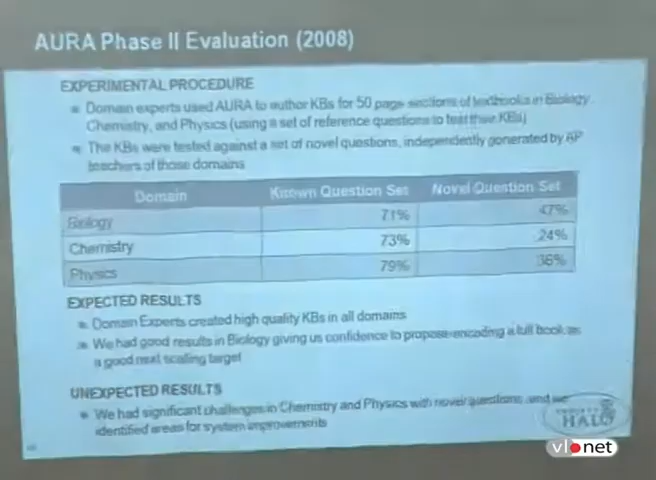 AURA Phase II Evaluation (2008)
EXPERIMENTAL PROCEDURE
Domain experts used AURA to author KBs for 50 page sections of textbooks in Biology,
Chemistry, and Physics (using a set of reference questions to test their KBs)
The KBs were tested against a set of novel questions, independently generated by AP
teachers of those domains
Domain Known Question Set Novel Question Set
Biology 71% 47%
Chemistry 73% 24%
Physics 79% 36%
EXPECTED RESULTS
Domain Experts created high quality KBs in all domains
We had good results in Biology giving us confidence to propose encoding a full book as
a good next scaling target
UNEXPECTED RESULTS
We had significant challenges in Chemistry and Physics with novel questions, and we
identified areas for system improvements
HALO
vl net